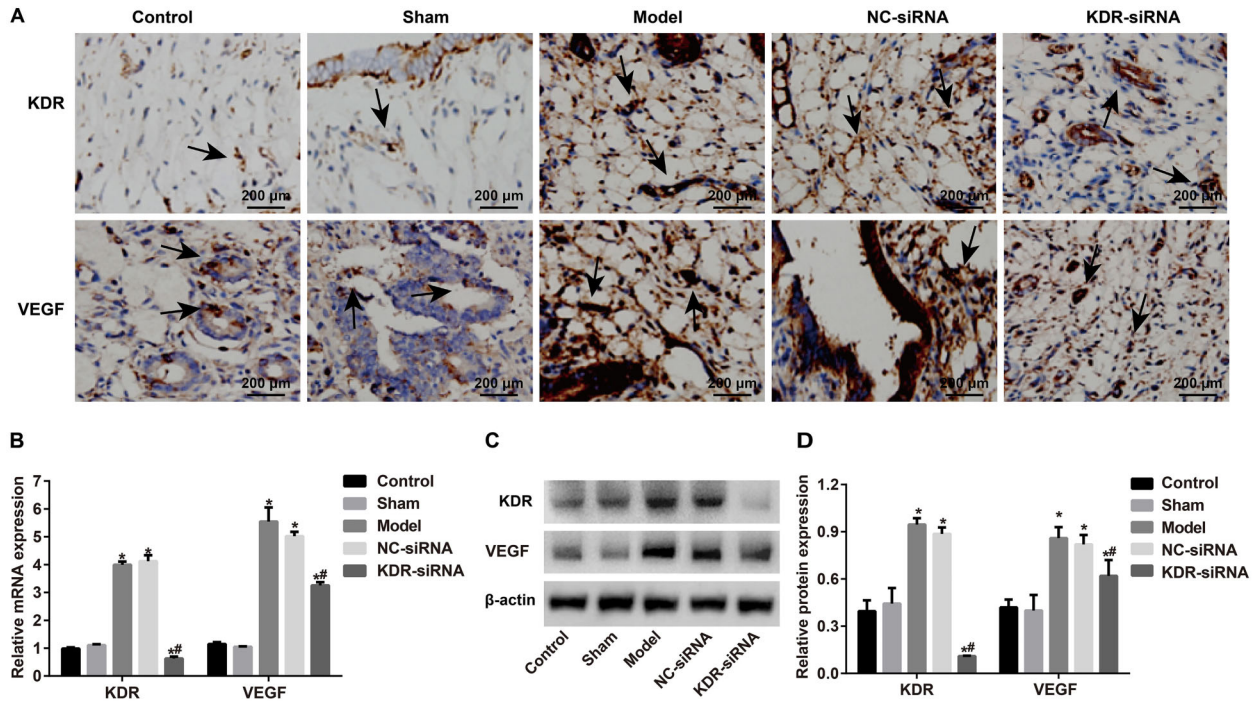 A
Control Sham Model NC-siRNA KDR-siRNA
KDR
200 µm 200 µm 200 µm 200 µm 200 µm
VEGF
200 µm 200 µm 200 µm 200 µm 200 µm
B
Relative mRNA expression
7
6
5
4
3
2
1
0
* * *#
* * *#
KDR VEGF
Control
Sham
Model
NC-siRNA
KDR-siRNA
C
KDR
VEGF
β-actin
Control Sham Model NC-siRNA KDR-siRNA
D
Relative protein expression
1.2
0.9
0.6
0.3
0.0
* * *#
* * *#
KDR VEGF
Control
Sham
Model
NC-siRNA
KDR-siRNA